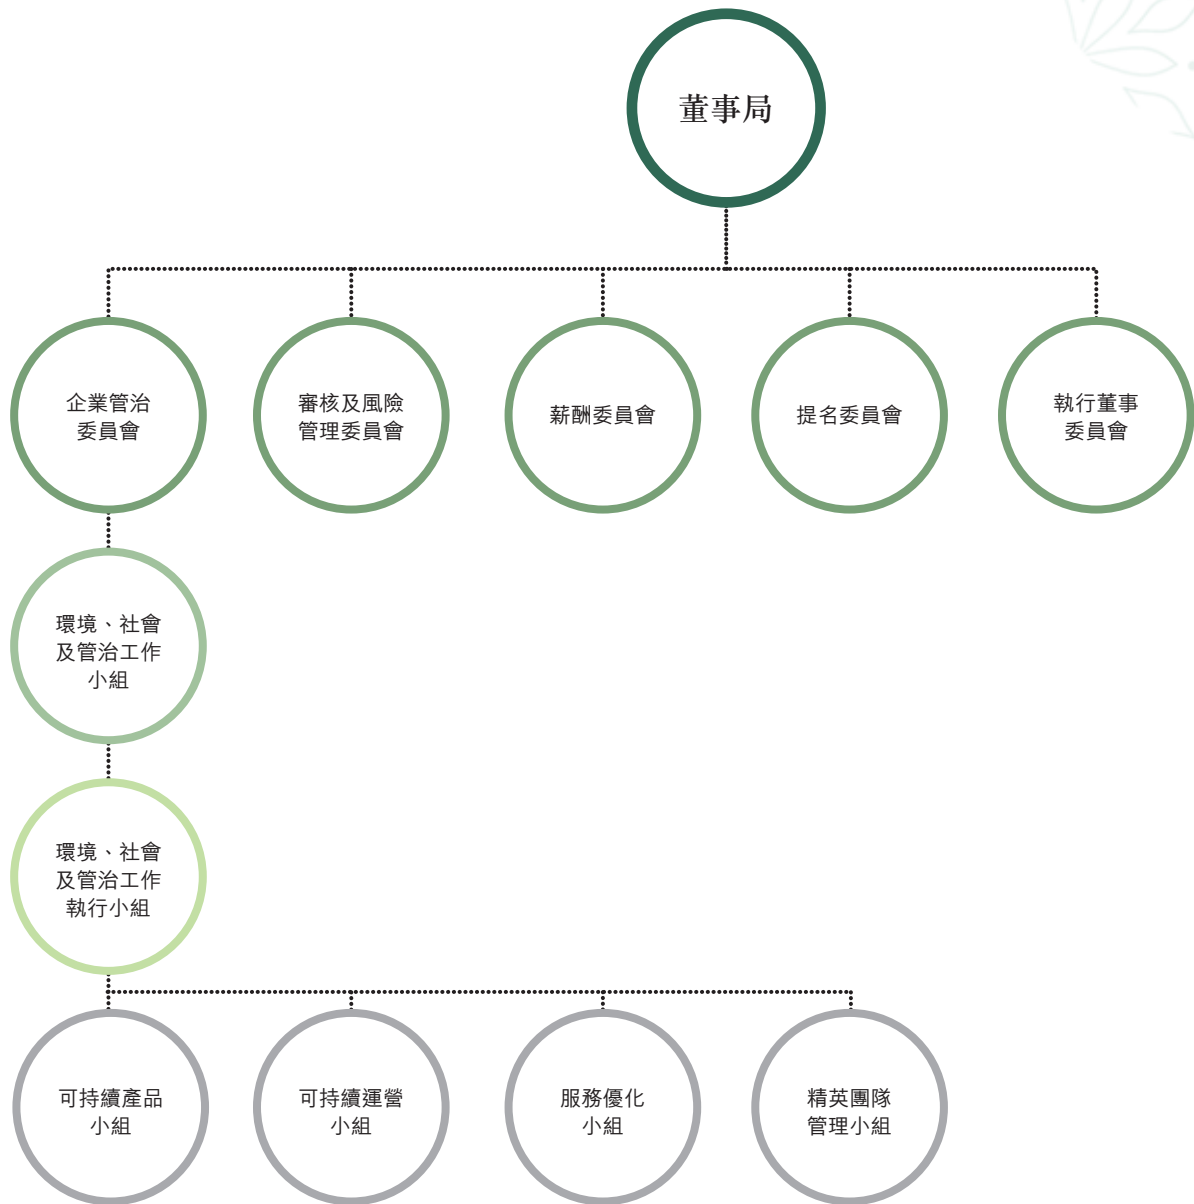 董事局
企業管治
委員會
審核及風險
管理委員會
薪酬委員會
提名委員會
執行董事
委員會
環境、社會
及管治工作
小組
環境、社會
及管治工作
執行小組
可持續產品
小組
可持續運營
小組
服務優化
小組
精英團隊
管理小組